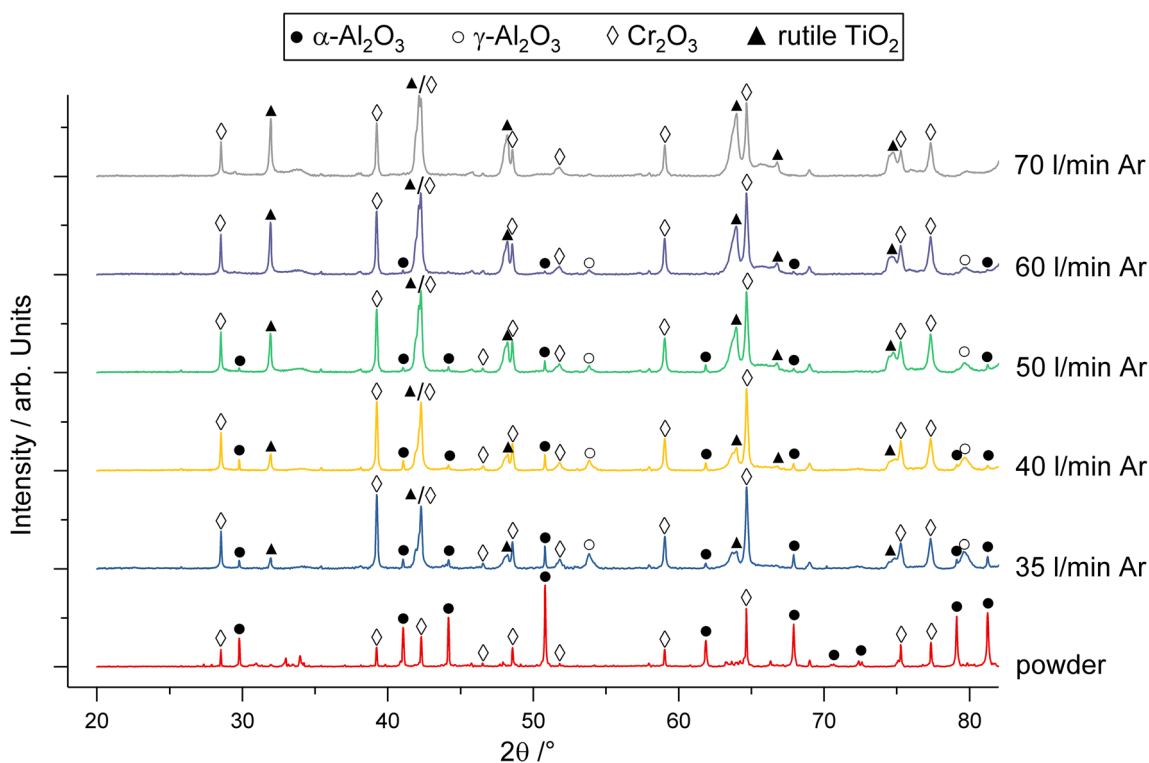 ● α-Al₂O₃ ○ γ-Al₂O₃ ◊ Cr₂O₃ ▲ rutile TiO₂
▲/◊
70 l/min Ar
▲/◊
60 l/min Ar
▲/◊
50 l/min Ar
▲/◊
40 l/min Ar
▲/◊
35 l/min Ar
powder
Intensity / arb. Units
20 30 40 50 60 70 80
2θ /°